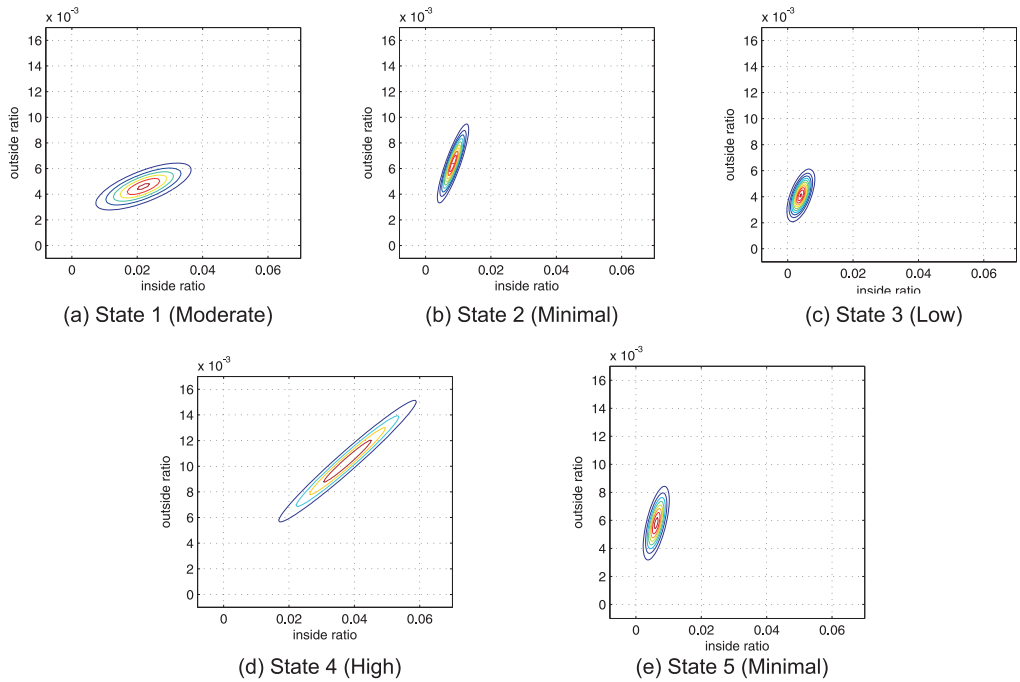 x 10⁻³
16
14
12
10
8
6
4
2
0
outside ratio
0 0.02 0.04 0.06
inside ratio
(a) State 1 (Moderate)
x 10⁻³
16
14
12
10
8
6
4
2
0
outside ratio
0 0.02 0.04 0.06
inside ratio
(b) State 2 (Minimal)
x 10⁻³
16
14
12
10
8
6
4
2
0
outside ratio
0 0.02 0.04 0.06
inside ratio
(c) State 3 (Low)
x 10⁻³
16
14
12
10
8
6
4
2
0
outside ratio
0 0.02 0.04 0.06
inside ratio
(d) State 4 (High)
x 10⁻³
16
14
12
10
8
6
4
2
0
outside ratio
0 0.02 0.04 0.06
inside ratio
(e) State 5 (Minimal)